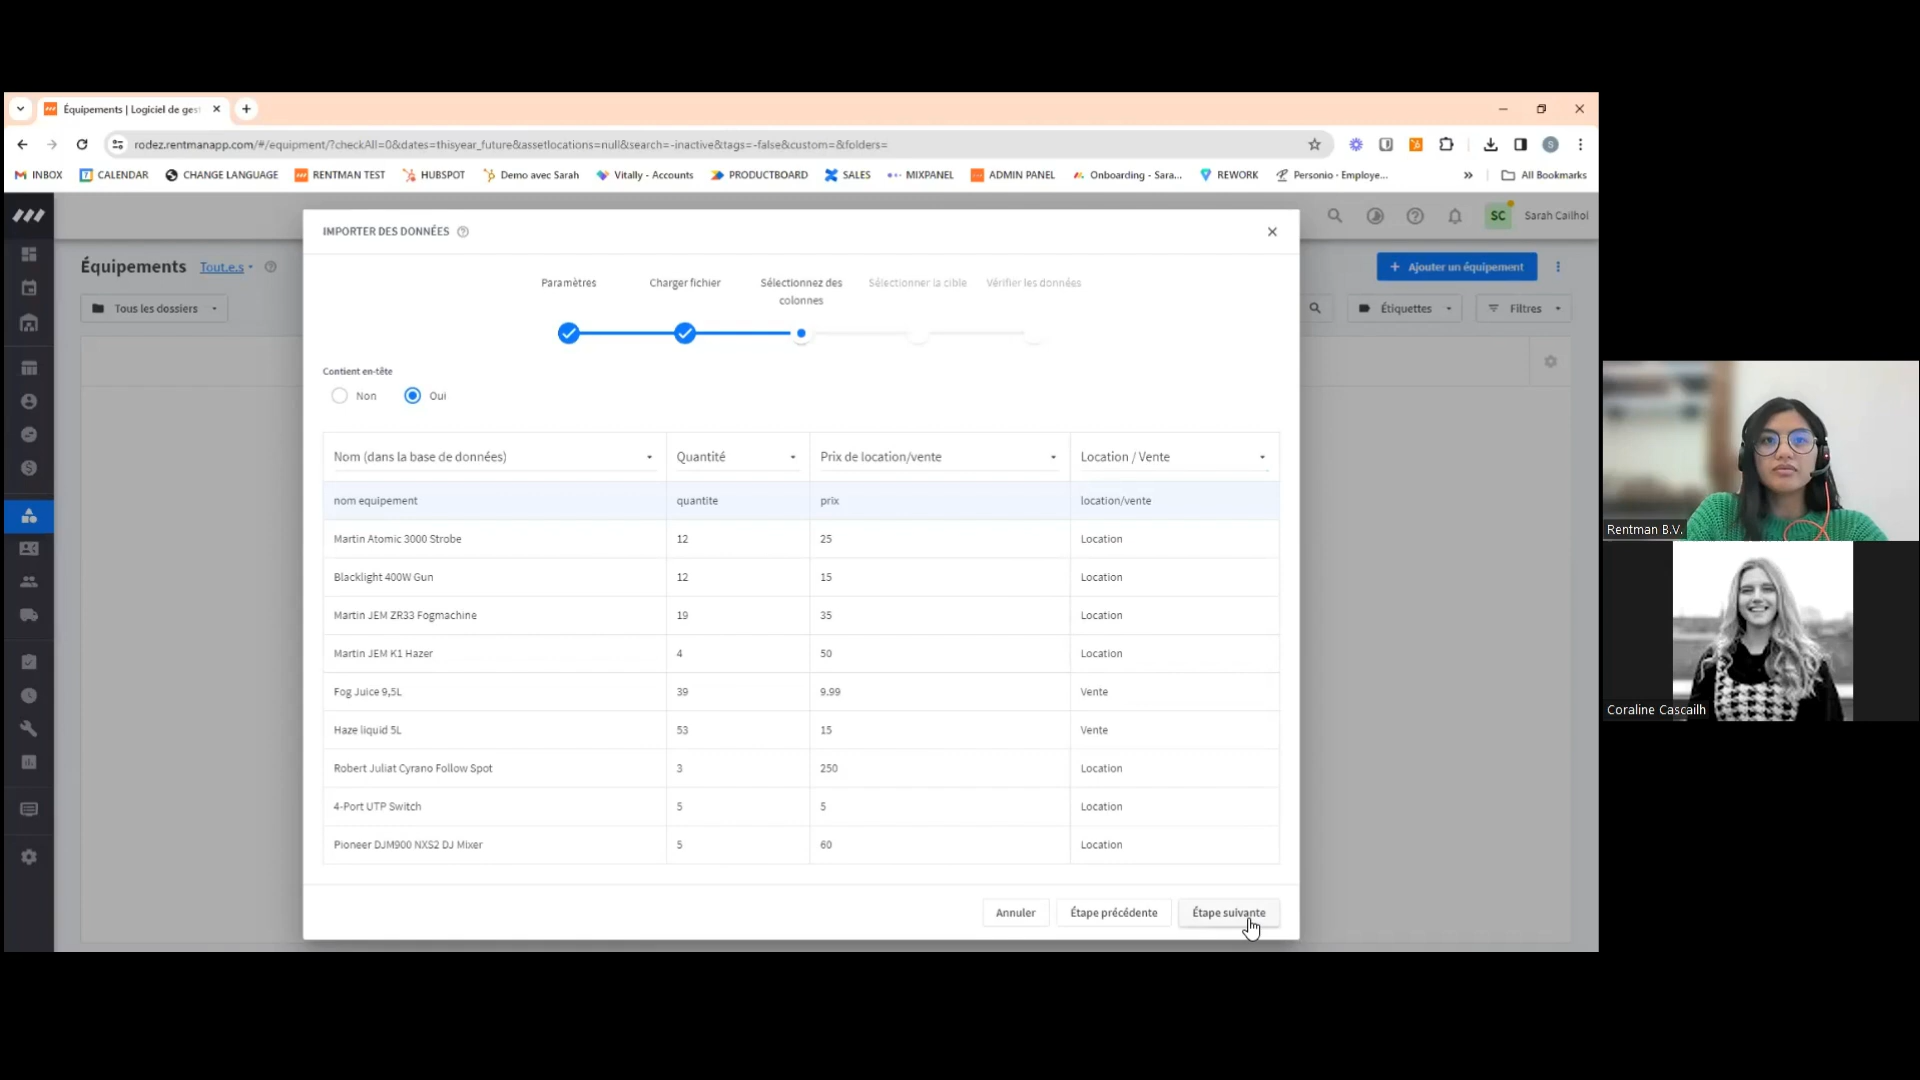 Équipements | Logiciel de ges
rodez.rentmanapp.com/#/equipment/?checkAll=0&dates=thisyear_future&assetlocations=null&search=-inactive&tags=-false&custom=&folders=
INBOX
CALENDAR
CHANGE LANGUAGE
RENTMAN TEST
HUBSPOT
Demo avec Sarah
Vitally - Accounts
PRODUCTBOARD
SALES
MIXPANEL
ADMIN PANEL
Onboarding - Sara...
REWORK
Personio - Employe...
All Bookmarks
SC Sarah Cailhol
Équipements Tout.e.s
+ Ajouter un équipement
Tous les dossiers
Étiquettes
Filtres
IMPORTER DES DONNÉES
Paramètres
Charger fichier
Sélectionnez des
colonnes
Sélectionner la cible
Vérifier les données
Contient en-tête
Non
Oui
Nom (dans la base de données) Quantité Prix de location/vente Location / Vente
nom equipement quantite prix location/vente
Martin Atomic 3000 Strobe 12 25 Location
Blacklight 400W Gun 12 15 Location
Martin JEM ZR33 Fogmachine 19 35 Location
Martin JEM K1 Hazer 4 50 Location
Fog Juice 9,5L 39 9.99 Vente
Haze liquid 5L 53 15 Vente
Robert Juliat Cyrano Follow Spot 3 250 Location
4-Port UTP Switch 5 5 Location
Pioneer DJM900 NXS2 DJ Mixer 5 60 Location
Annuler
Étape précédente
Étape suivante
Rentman B.V.
Coraline Cascailh